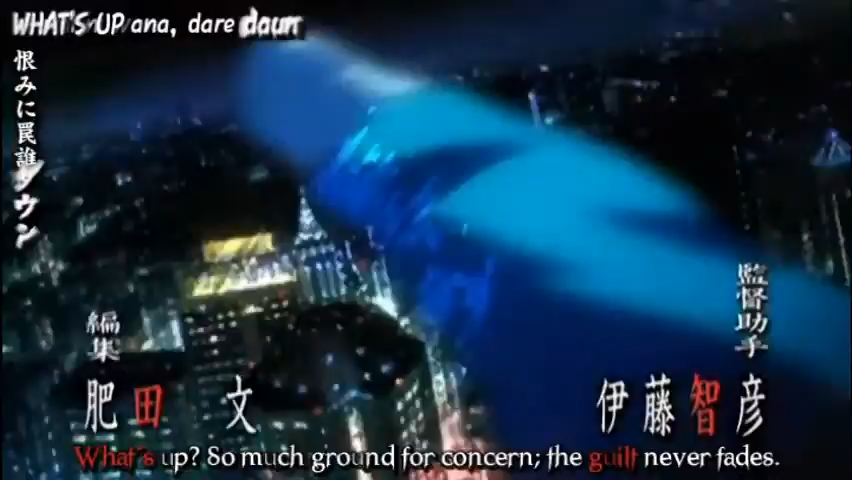 WHAT'S UP ana, dare daun
恨みに罠誰ダウン
編集
肥田 文
監督助手
伊藤智彦
What's up? So much ground for concern; the guilt never fades.